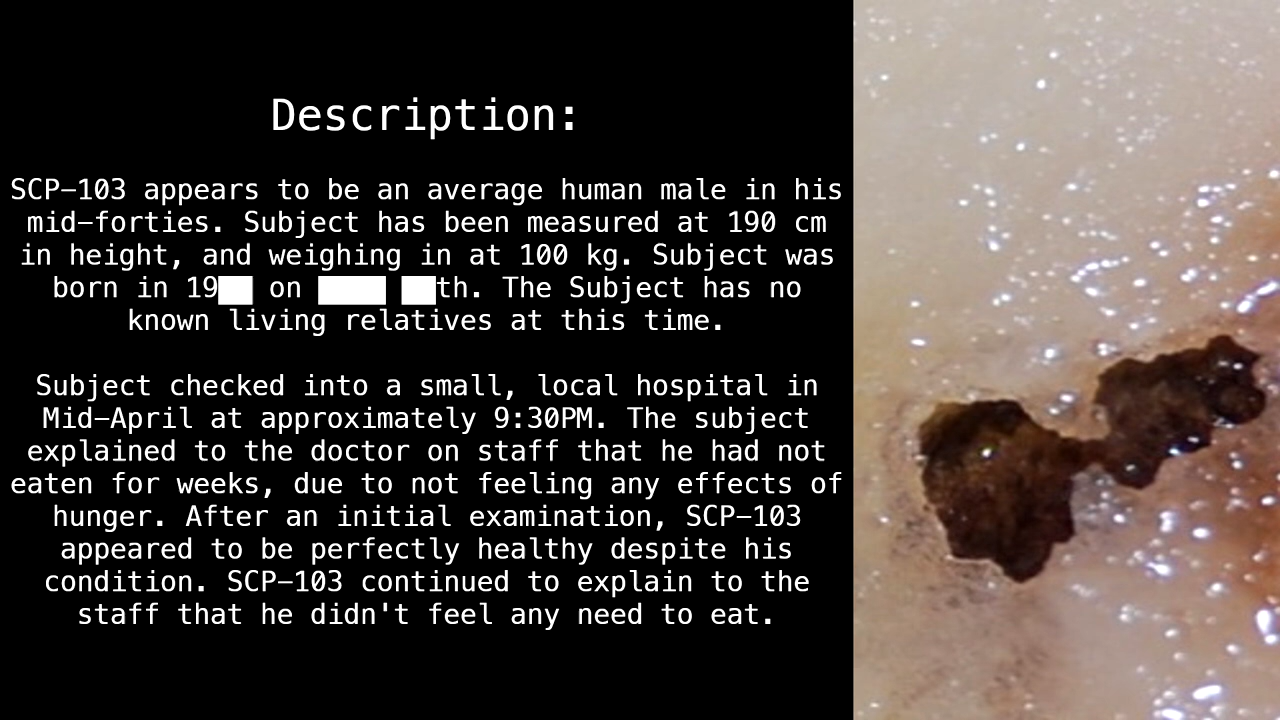 Description:
SCP-103 appears to be an average human male in his
mid-forties. Subject has been measured at 190 cm
in height, and weighing in at 100 kg. Subject was
born in 19██ on ████ ██th. The Subject has no
known living relatives at this time.
Subject checked into a small, local hospital in
Mid-April at approximately 9:30PM. The subject
explained to the doctor on staff that he had not
eaten for weeks, due to not feeling any effects of
hunger. After an initial examination, SCP-103
appeared to be perfectly healthy despite his
condition. SCP-103 continued to explain to the
staff that he didn't feel any need to eat.